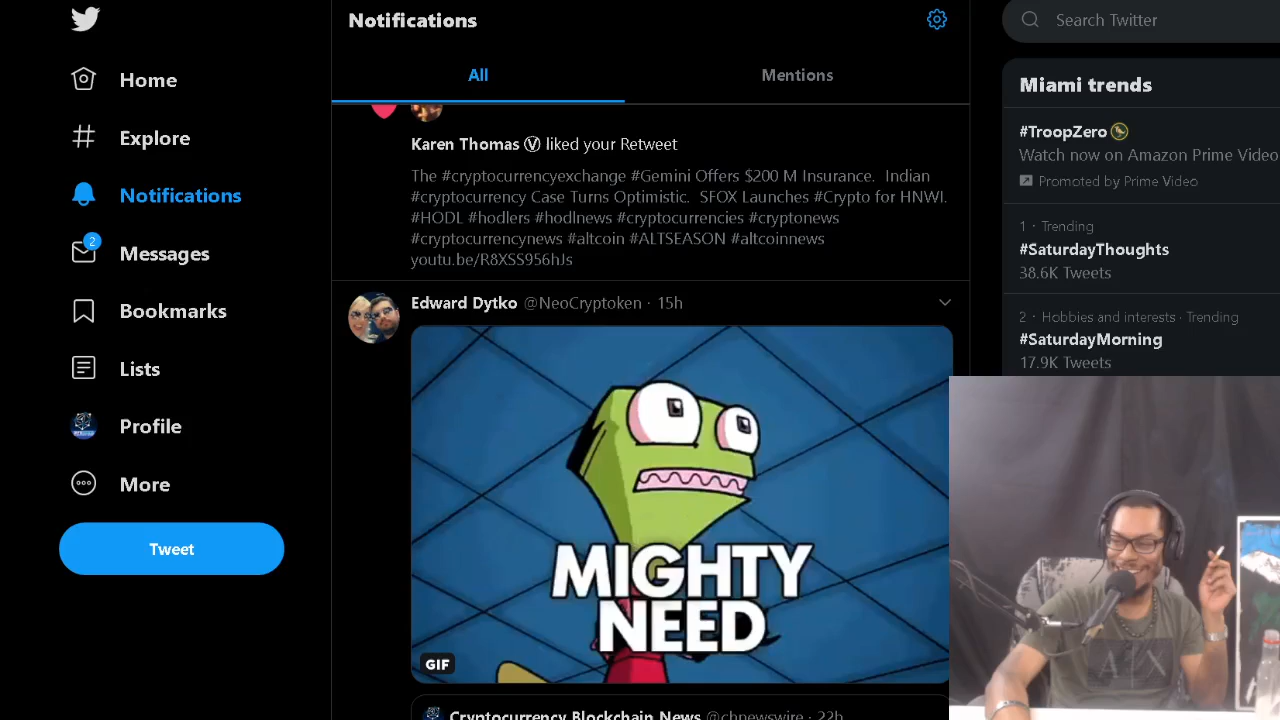 Home
Explore
Notifications
2
Messages
Bookmarks
Lists
Profile
More
Tweet
Notifications
All
Mentions
Karen Thomas Ⓥ liked your Retweet
The #cryptocurrencyexchange #Gemini Offers $200 M Insurance. Indian
#cryptocurrency Case Turns Optimistic. SFOX Launches #Crypto for HNWI.
#HODL #hodlers #hodlnews #cryptocurrencies #cryptonews
#cryptocurrencynews #altcoin #ALTSEASON #altcoinnews
youtu.be/R8XSS956hJs
Edward Dytko @NeoCryptoken · 15h
MIGHTY
NEED
GIF
Cryptocurrency Blockchain News @cbnewswire · 22h
Search Twitter
Miami trends
#TroopZero
Watch now on Amazon Prime Video
Promoted by Prime Video
1 · Trending
#SaturdayThoughts
38.6K Tweets
2 · Hobbies and interests · Trending
#SaturdayMorning
17.9K Tweets